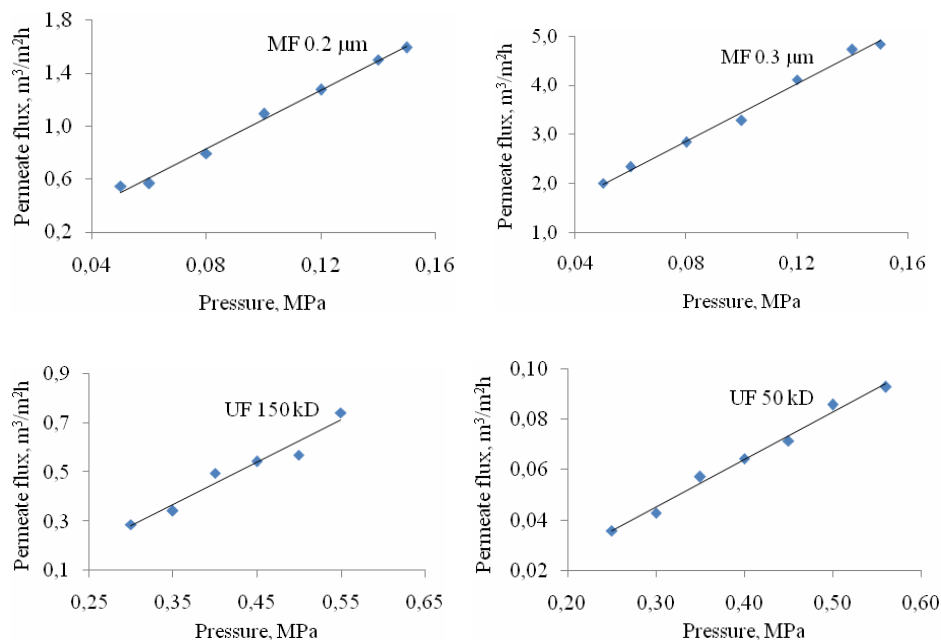 1,8
1,4
1,0
0,6
0,2
Permeate flux, m³/m²h
MF 0.2 µm
0,04 0,08 0,12 0,16
Pressure, MPa
5,0
4,0
3,0
2,0
1,0
Permeate flux, m³/m²h
MF 0.3 µm
0,04 0,08 0,12 0,16
Pressure, MPa
0,9
0,7
0,5
0,3
0,1
Permeate flux, m³/m²h
UF 150 kD
0,25 0,35 0,45 0,55 0,65
Pressure, MPa
0,10
0,08
0,06
0,04
0,02
Permeate flux, m³/m²h
UF 50 kD
0,20 0,30 0,40 0,50 0,60
Pressure, MPa